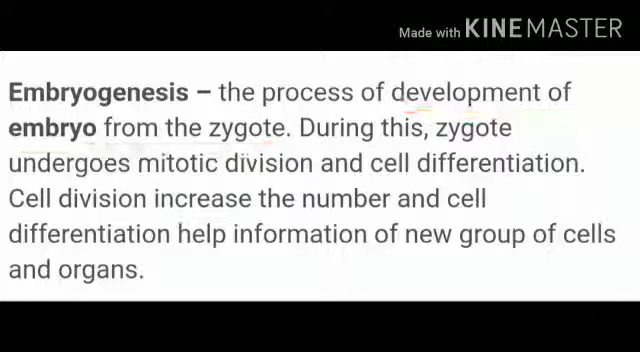 Made with KINEMASTER
Embryogenesis – the process of development of
embryo from the zygote. During this, zygote
undergoes mitotic division and cell differentiation.
Cell division increase the number and cell
differentiation help information of new group of cells
and organs.